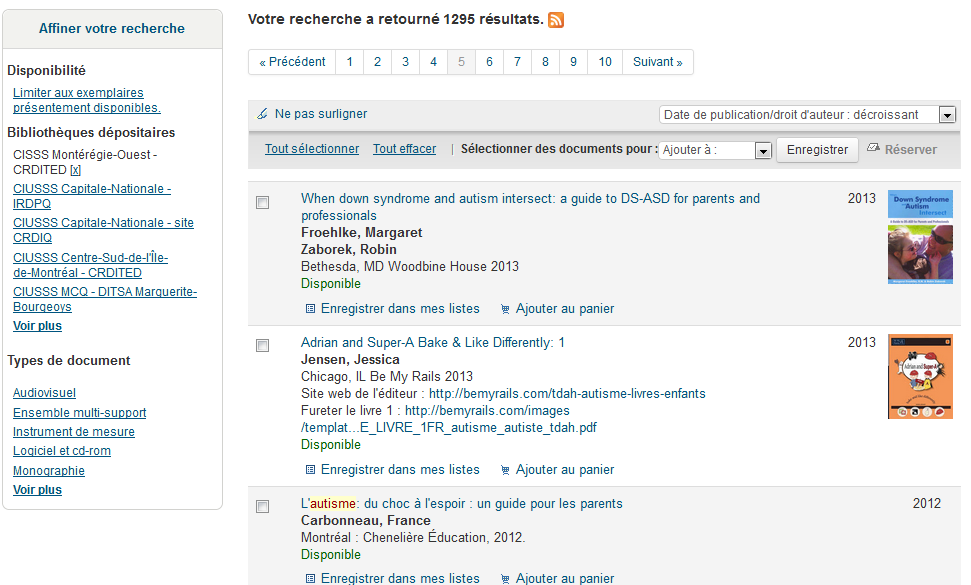 Affiner votre recherche
Disponibilité
Limiter aux exemplaires
présentement disponibles.
Bibliothèques dépositaires
CISSS Montérégie-Ouest -
CRDITED [x]
CIUSSS Capitale-Nationale -
IRDPQ
CIUSSS Capitale-Nationale - site
CRDIQ
CIUSSS Centre-Sud-de-l'Île-
de-Montréal - CRDITED
CIUSSS MCQ - DITSA Marguerite-
Bourgeoys
Voir plus
Types de document
Audiovisuel
Ensemble multi-support
Instrument de mesure
Logiciel et cd-rom
Monographie
Voir plus
Votre recherche a retourné 1295 résultats.
« Précédent 1 2 3 4 5 6 7 8 9 10 Suivant »
Ne pas surligner Date de publication/droit d'auteur : décroissant
Tout sélectionner Tout effacer | Sélectionner des documents pour : Ajouter à : Enregistrer Réserver
When down syndrome and autism intersect: a guide to DS-ASD for parents and 2013
professionals
Froehlke, Margaret
Zaborek, Robin
Bethesda, MD Woodbine House 2013
Disponible
Enregistrer dans mes listes Ajouter au panier
Down Syndrome
Autism
Intersect
Adrian and Super-A Bake & Like Differently: 1 2013
Jensen, Jessica
Chicago, IL Be My Rails 2013
Site web de l'éditeur : http://bemyrails.com/tdah-autisme-livres-enfants
Fureter le livre 1 : http://bemyrails.com/images
/templat...E_LIVRE_1FR_autisme_autiste_tdah.pdf
Disponible
Enregistrer dans mes listes Ajouter au panier
Adrian and Super-A
L'autisme: du choc à l'espoir : un guide pour les parents 2012
Carbonneau, France
Montréal : Chenelière Éducation, 2012.
Disponible
Enregistrer dans mes listes Ajouter au panier